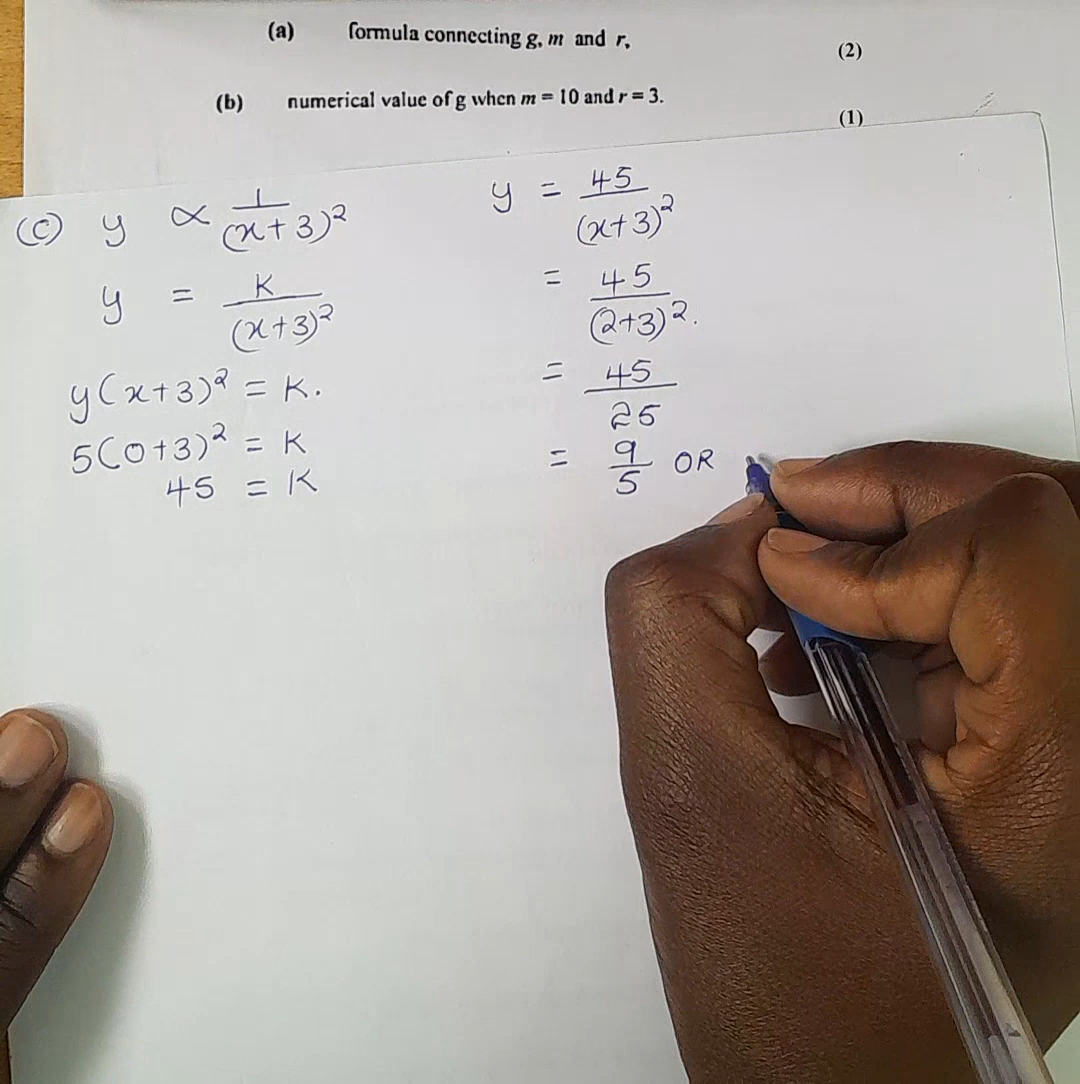 (a) formula connecting g, m and r, (2)
(b) numerical value of g when m = 10 and r = 3. (1)
(c) y ∝ 1/(x+3)²
y = K/(x+3)²
y(x+3)² = K.
5(0+3)² = K
45 = K
y = 45/(x+3)²
= 45/(2+3)².
= 45/25
= 9/5 OR